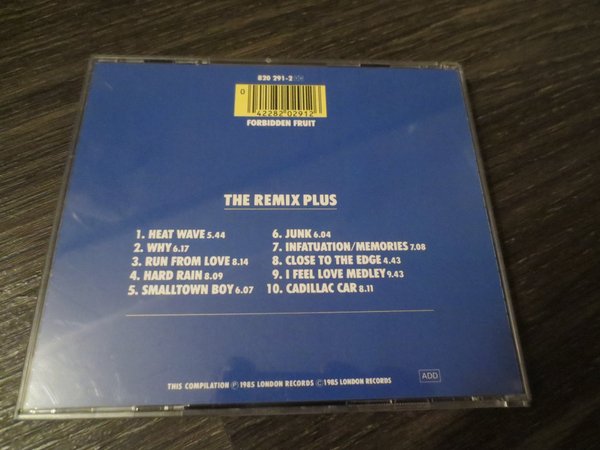 820 291-2
0
42282 02912
FORBIDDEN FRUIT
THE REMIX PLUS
1. HEAT WAVE 5.44
2. WHY 6.17
3. RUN FROM LOVE 8.14
4. HARD RAIN 8.09
5. SMALLTOWN BOY 6.07
6. JUNK 6.04
7. INFATUATION/MEMORIES 7.08
8. CLOSE TO THE EDGE 4.43
9. I FEEL LOVE MEDLEY 9.43
10. CADILLAC CAR 8.11
THIS COMPILATION Ⓟ 1985 LONDON RECORDS © 1985 LONDON RECORDS
ADD